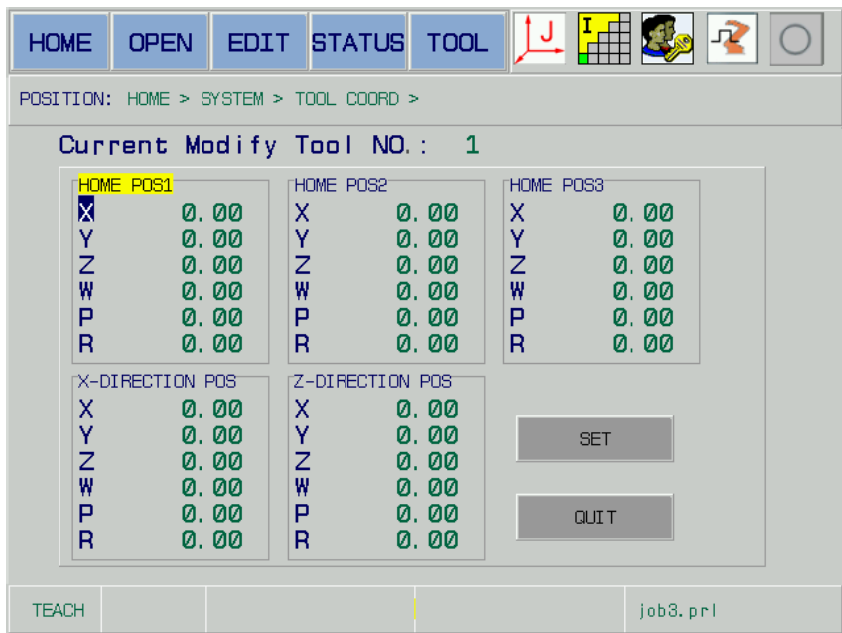 HOME OPEN EDIT STATUS TOOL J I
POSITION: HOME > SYSTEM > TOOL COORD >
Current Modify Tool NO.: 1
HOME POS1 HOME POS2 HOME POS3
X 0.00 X 0.00 X 0.00
Y 0.00 Y 0.00 Y 0.00
Z 0.00 Z 0.00 Z 0.00
W 0.00 W 0.00 W 0.00
P 0.00 P 0.00 P 0.00
R 0.00 R 0.00 R 0.00
X-DIRECTION POS Z-DIRECTION POS
X 0.00 X 0.00
Y 0.00 Y 0.00 SET
Z 0.00 Z 0.00
W 0.00 W 0.00
P 0.00 P 0.00 QUIT
R 0.00 R 0.00
TEACH job3.prl